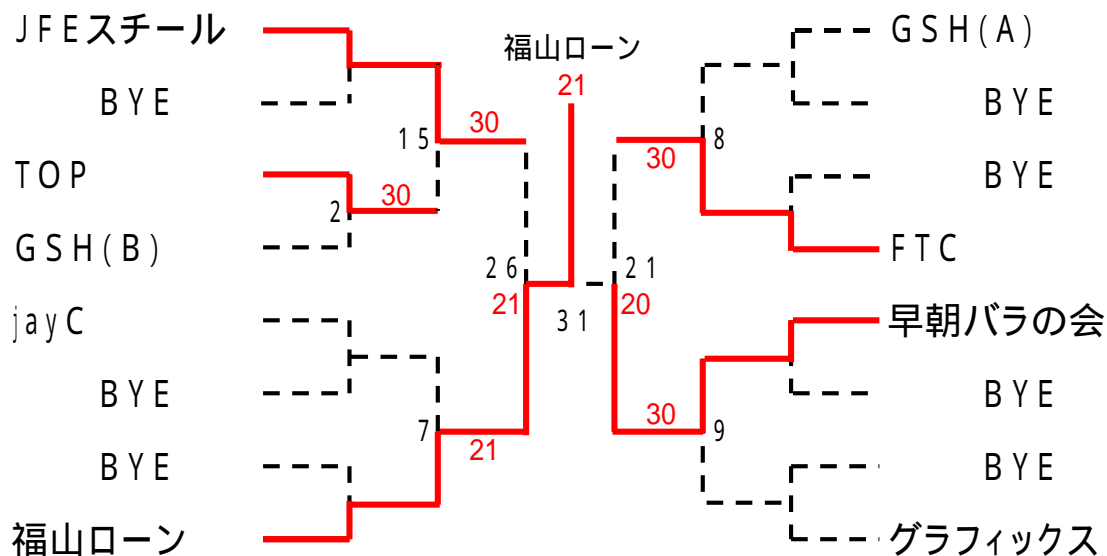 JFEスチール
BYE
TOP
GSH(B)
jayC
BYE
BYE
福山ローン
15
30
2
30
7
21
26
21
福山ローン
21
31
21
20
30
8
30
9
GSH(A)
BYE
BYE
FTC
早朝バラの会
BYE
BYE
グラフィックス